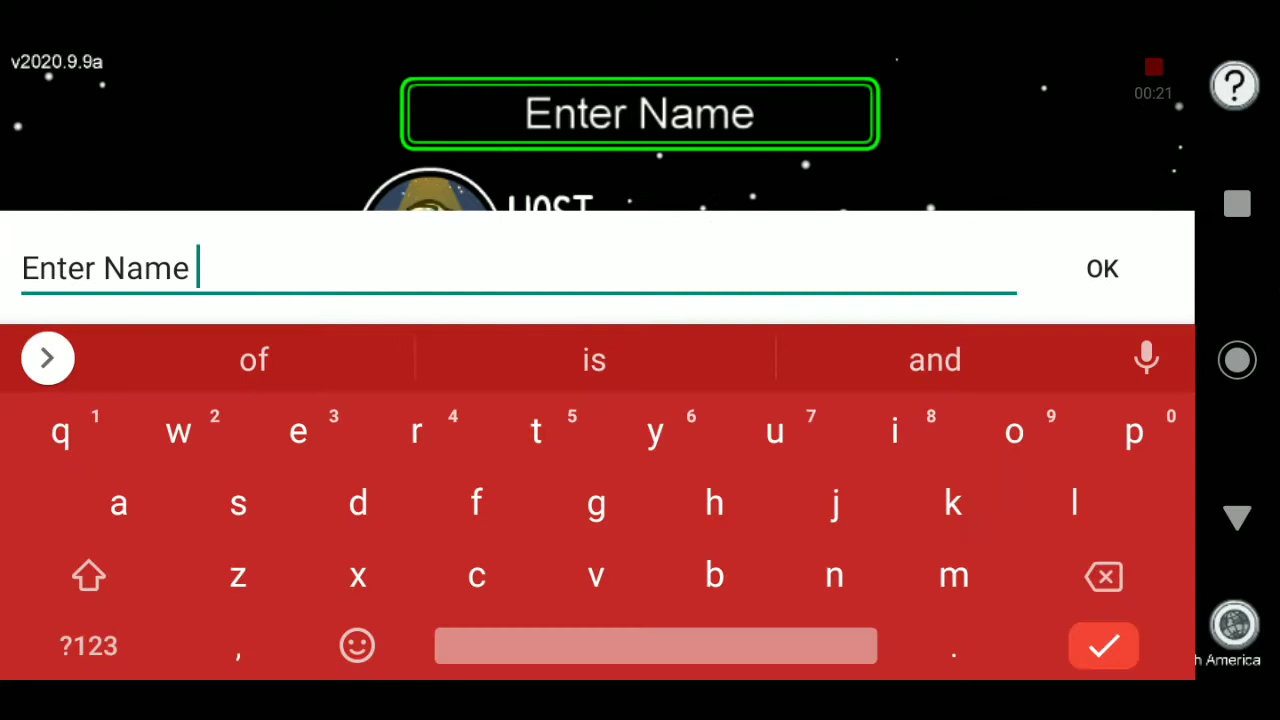 v2020.9.9a
Enter Name
00:21
?
HOST
Enter Name
OK
of is and
q 1 w 2 e 3 r 4 t 5 y 6 u 7 i 8 o 9 p 0
a s d f g h j k l
z x c v b n m
?123 , .
h America